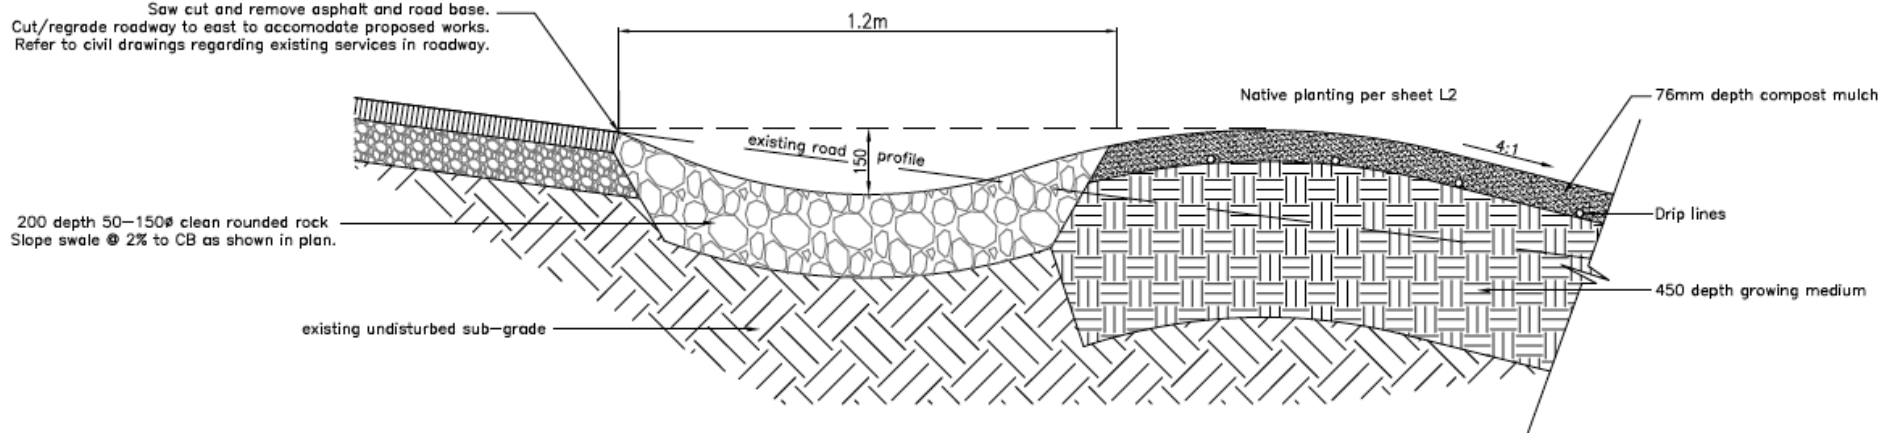 Saw cut and remove asphalt and road base.
Cut/regrade roadway to east to accomodate proposed works.
Refer to civil drawings regarding existing services in roadway.
1.2m
Native planting per sheet L2
76mm depth compost mulch
existing road profile
150
4:1
200 depth 50-150ø clean rounded rock
Slope swale @ 2% to CB as shown in plan.
Drip lines
450 depth growing medium
existing undisturbed sub-grade